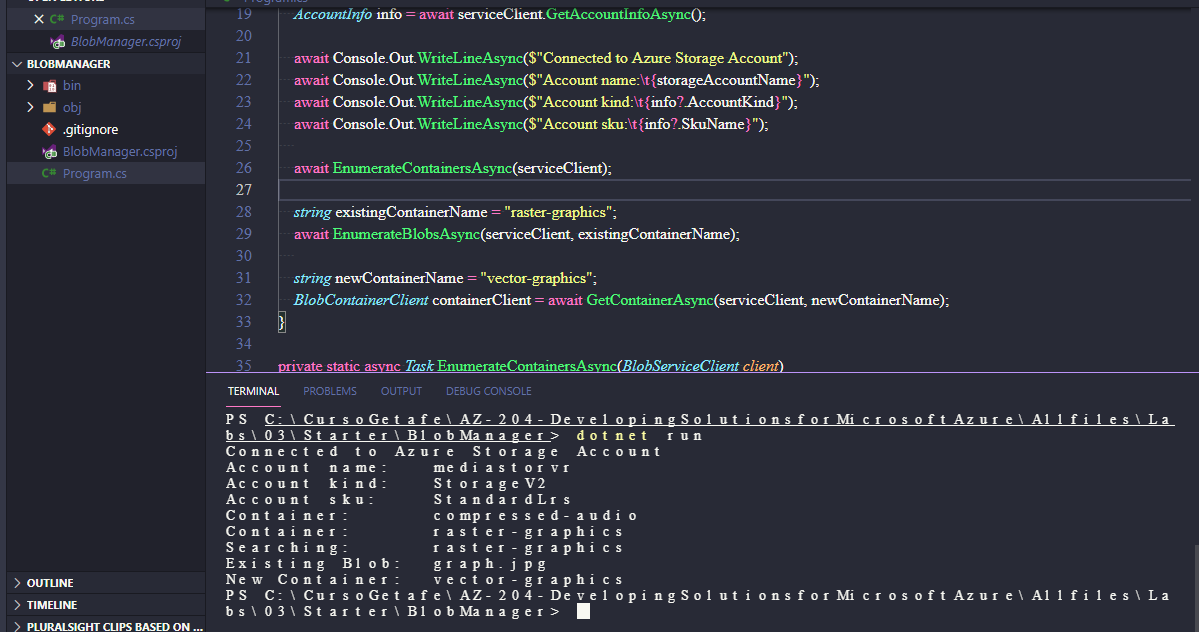 Program.cs
BlobManager.csproj
BLOBMANAGER
bin
obj
.gitignore
BlobManager.csproj
C# Program.cs
OUTLINE
TIMELINE
PLURALSIGHT CLIPS BASED ON ...
19 AccountInfo info = await serviceClient.GetAccountInfoAsync();
20
21 await Console.Out.WriteLineAsync($"Connected to Azure Storage Account");
22 await Console.Out.WriteLineAsync($"Account name:\t{storageAccountName}");
23 await Console.Out.WriteLineAsync($"Account kind:\t{info?.AccountKind}");
24 await Console.Out.WriteLineAsync($"Account sku:\t{info?.SkuName}");
25
26 await EnumerateContainersAsync(serviceClient);
27
28 string existingContainerName = "raster-graphics";
29 await EnumerateBlobsAsync(serviceClient, existingContainerName);
30
31 string newContainerName = "vector-graphics";
32 BlobContainerClient containerClient = await GetContainerAsync(serviceClient, newContainerName);
33 }
34
35 private static async Task EnumerateContainersAsync(BlobServiceClient client)
TERMINAL PROBLEMS OUTPUT DEBUG CONSOLE
PS C:\CursoGetafe\AZ-204-DevelopingSolutionsforMicrosoftAzure\Allfiles\La
bs\03\Starter\BlobManager> dotnet run
Connected to Azure Storage Account
Account name: mediastorvr
Account kind: StorageV2
Account sku: StandardLrs
Container: compressed-audio
Container: raster-graphics
Searching: raster-graphics
Existing Blob: graph.jpg
New Container: vector-graphics
PS C:\CursoGetafe\AZ-204-DevelopingSolutionsforMicrosoftAzure\Allfiles\La
bs\03\Starter\BlobManager>